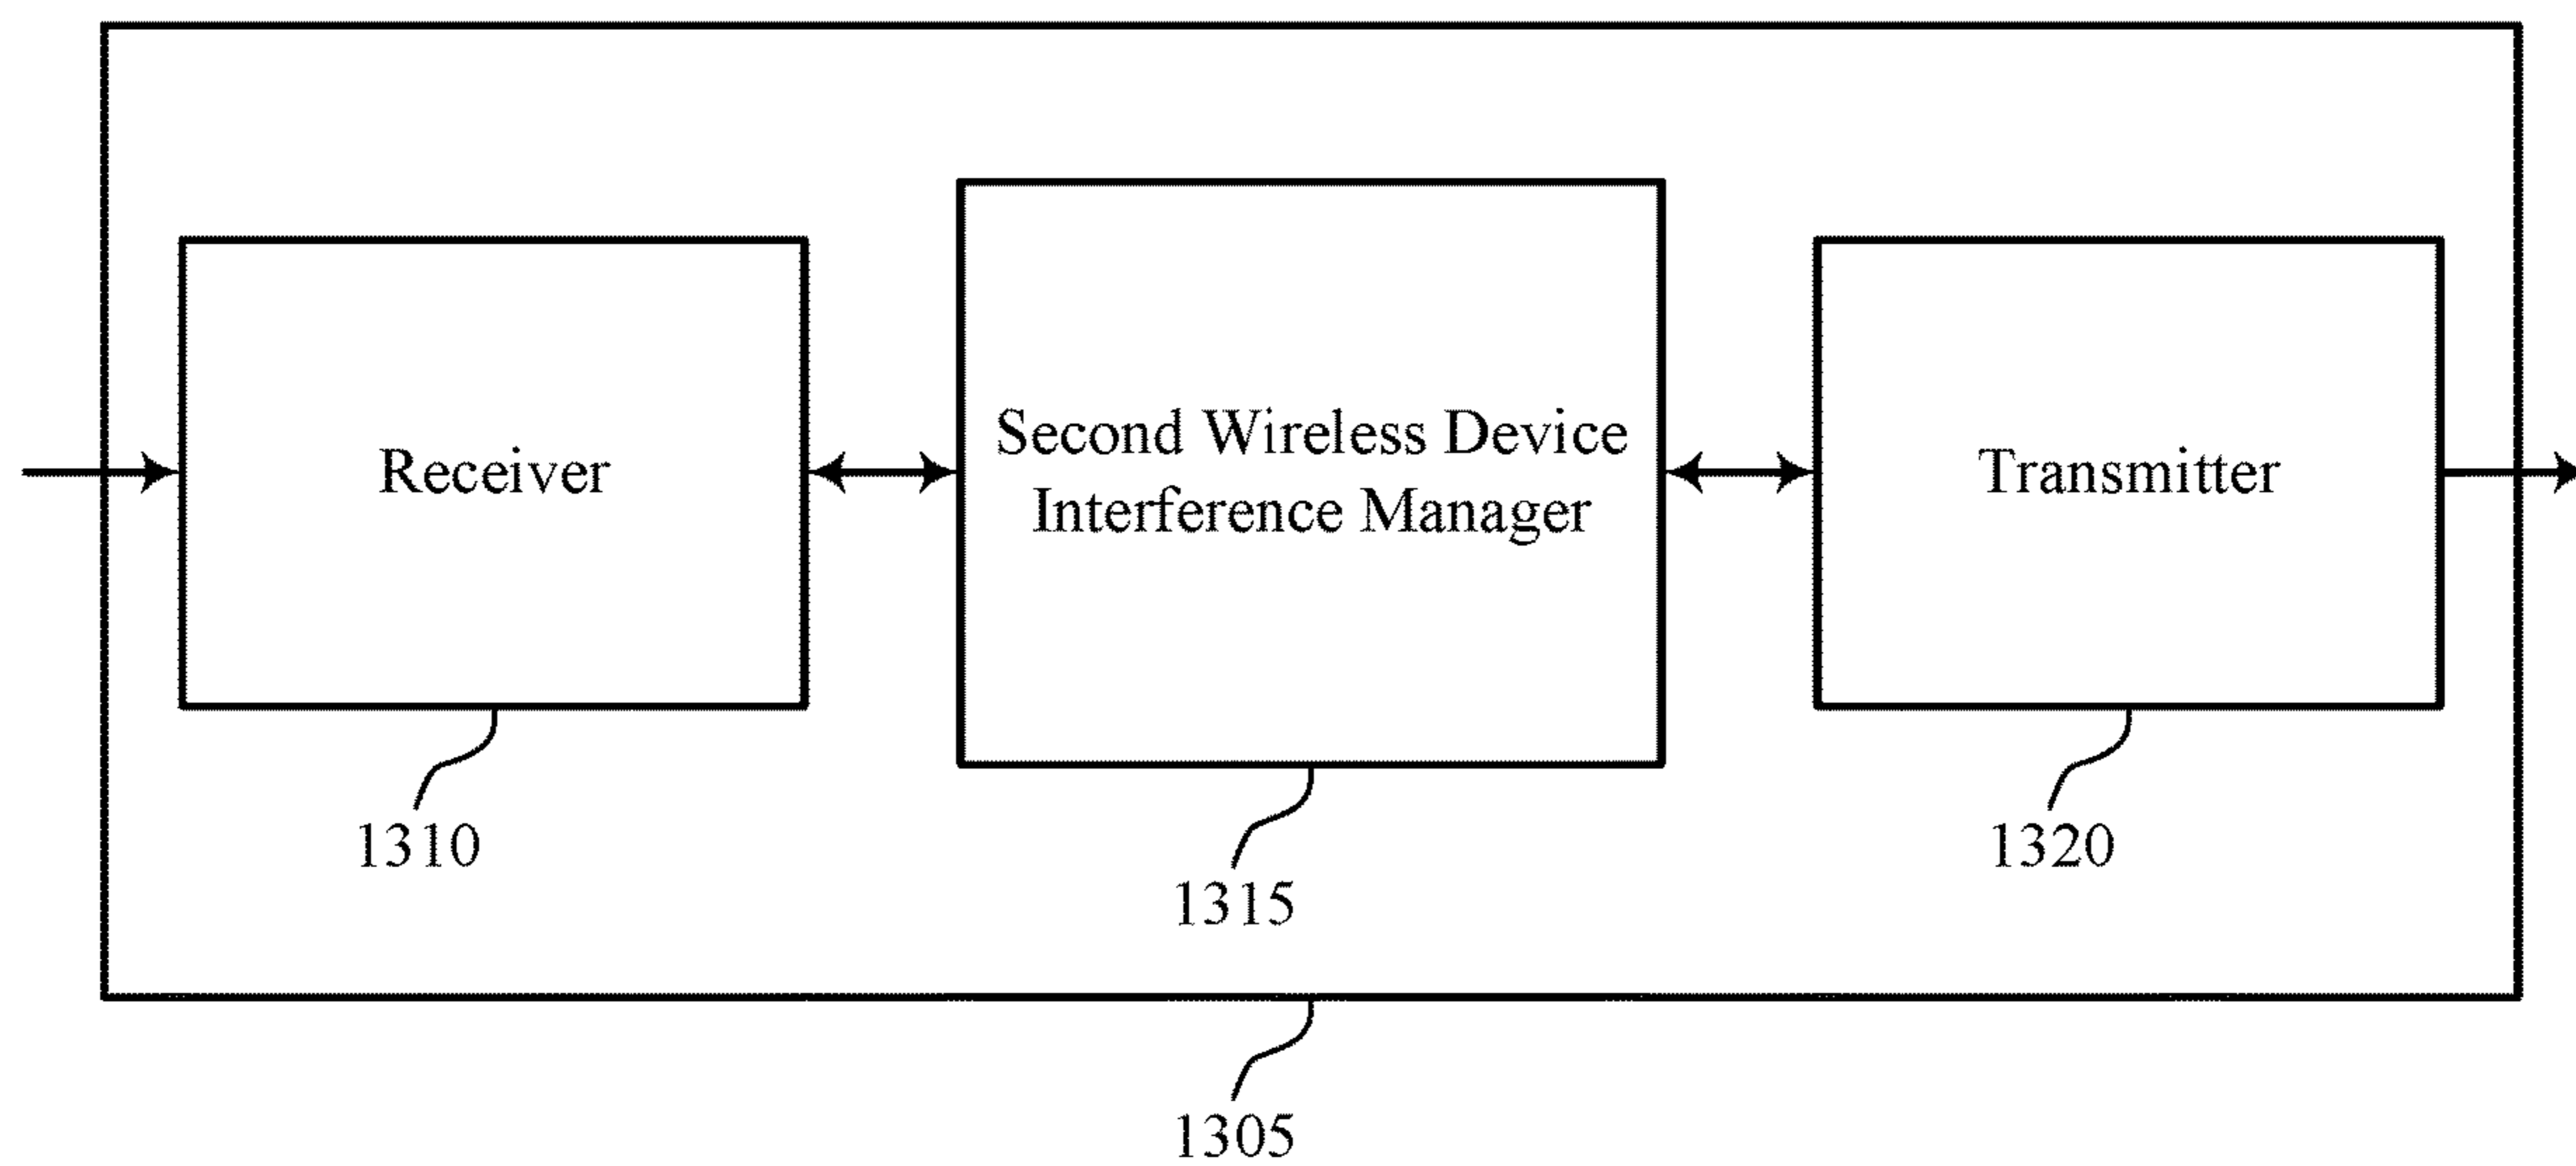 Receiver
Second Wireless Device
Interference Manager
Transmitter
1310
1315
1320
1305